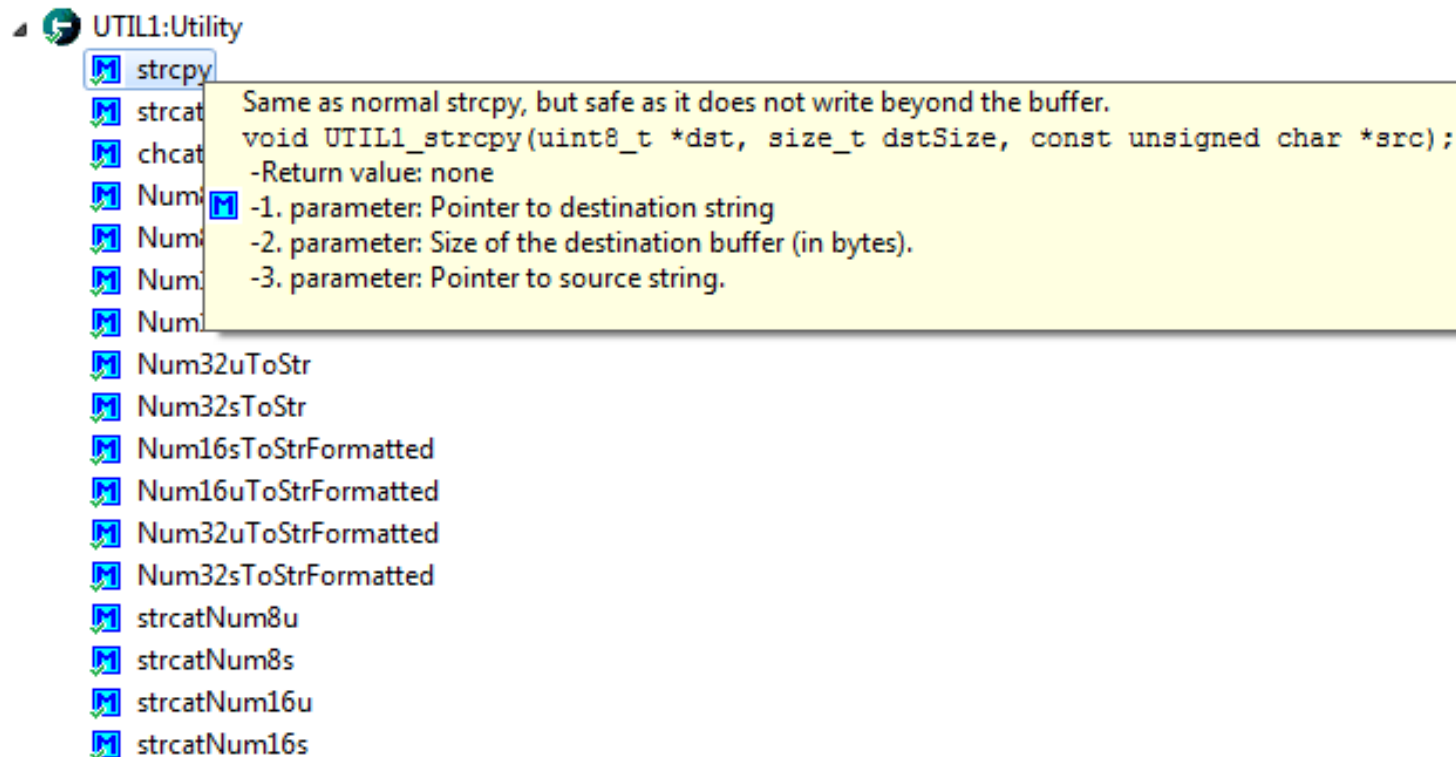 UTIL1:Utility
strcpy
Same as normal strcpy, but safe as it does not write beyond the buffer.
strcat
void UTIL1_strcpy(uint8_t *dst, size_t dstSize, const unsigned char *src);
chcat
-Return value: none
-1. parameter: Pointer to destination string
-2. parameter: Size of the destination buffer (in bytes).
-3. parameter: Pointer to source string.
Num32uToStr
Num32sToStr
Num16sToStrFormatted
Num16uToStrFormatted
Num32uToStrFormatted
Num32sToStrFormatted
strcatNum8u
strcatNum8s
strcatNum16u
strcatNum16s